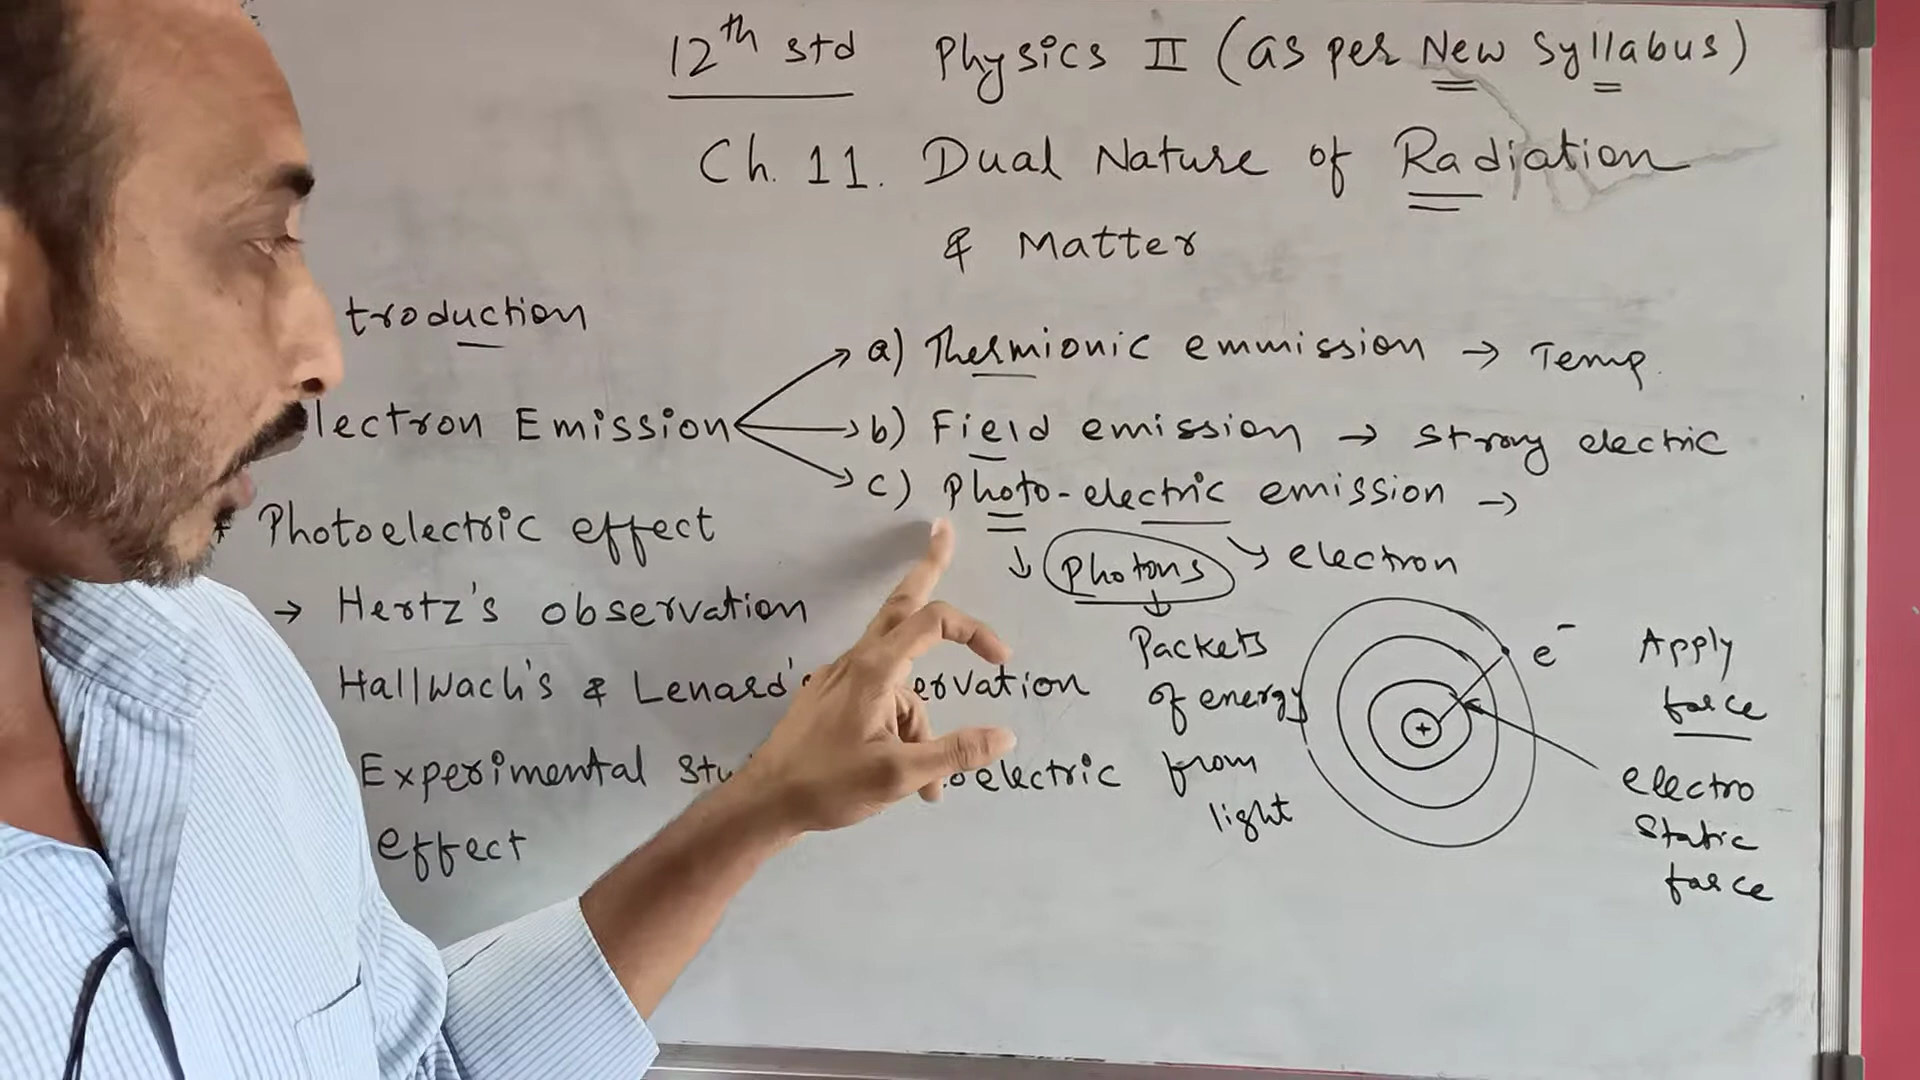 12th std Physics II (as per New Syllabus)
Ch. 11. Dual Nature of Radiation
& Matter
troduction
a) Thermionic emmission → Temp.
lectron Emission
b) Field emission → strong electric
c) Photo-electric emission →
* Photoelectric effect
↓ Photons ↘ electron
→ Hertz's observation
Packets
of energy
from
light
e⁻
Apply
force
Hallwach's & Lenard's ervation
+
Experimental Stu oelectric
effect
electro
static
force